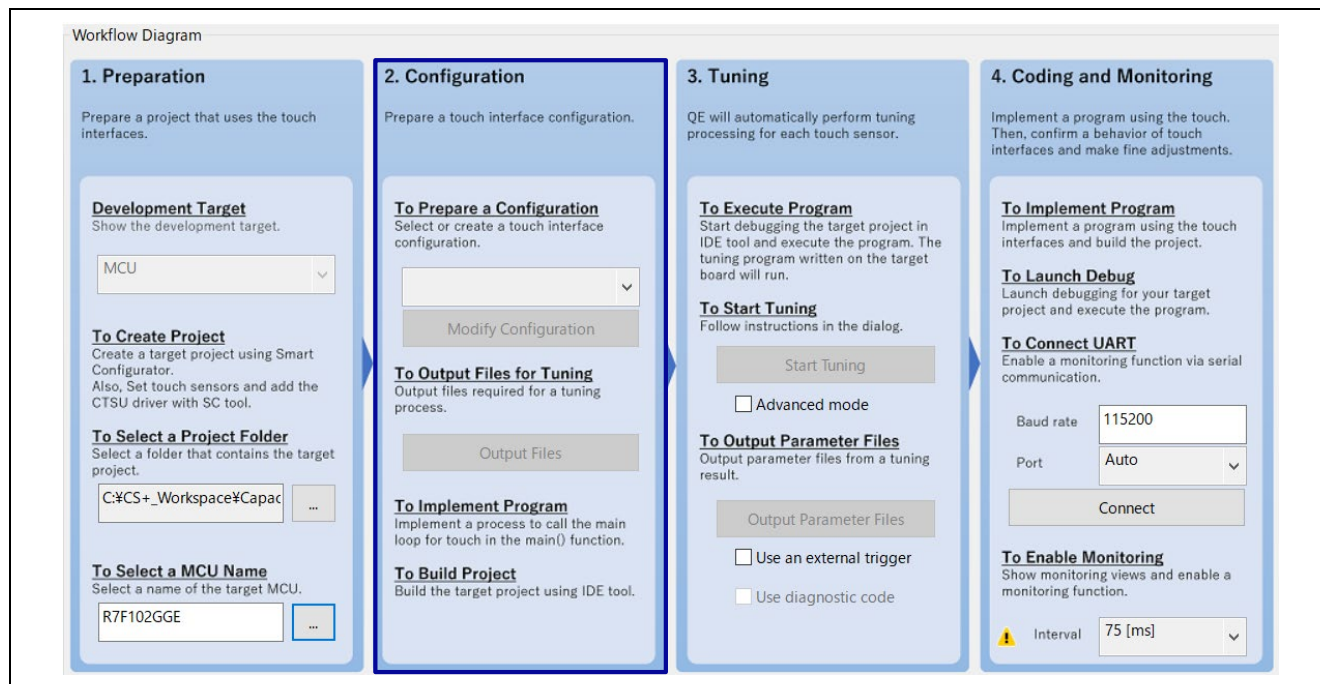 Workflow Diagram
1. Preparation
Prepare a project that uses the touch
interfaces.
Development Target
Show the development target.
MCU
To Create Project
Create a target project using Smart
Configurator.
Also, Set touch sensors and add the
CTSU driver with SC tool.
To Select a Project Folder
Select a folder that contains the target
project.
C:¥CS+_Workspace¥Capac
...
To Select a MCU Name
Select a name of the target MCU.
R7F102GGE
...
2. Configuration
Prepare a touch interface configuration.
To Prepare a Configuration
Select or create a touch interface
configuration.
Modify Configuration
To Output Files for Tuning
Output files required for a tuning
process.
Output Files
To Implement Program
Implement a process to call the main
loop for touch in the main() function.
To Build Project
Build the target project using IDE tool.
3. Tuning
QE will automatically perform tuning
processing for each touch sensor.
To Execute Program
Start debugging the target project in
IDE tool and execute the program. The
tuning program written on the target
board will run.
To Start Tuning
Follow instructions in the dialog.
Start Tuning
Advanced mode
To Output Parameter Files
Output parameter files from a tuning
result.
Output Parameter Files
Use an external trigger
Use diagnostic code
4. Coding and Monitoring
Implement a program using the touch.
Then, confirm a behavior of touch
interfaces and make fine adjustments.
To Implement Program
Implement a program using the touch
interfaces and build the project.
To Launch Debug
Launch debugging for your target
project and execute the program.
To Connect UART
Enable a monitoring function via serial
communication.
Baud rate 115200
Port Auto
Connect
To Enable Monitoring
Show monitoring views and enable a
monitoring function.
Interval 75 [ms]